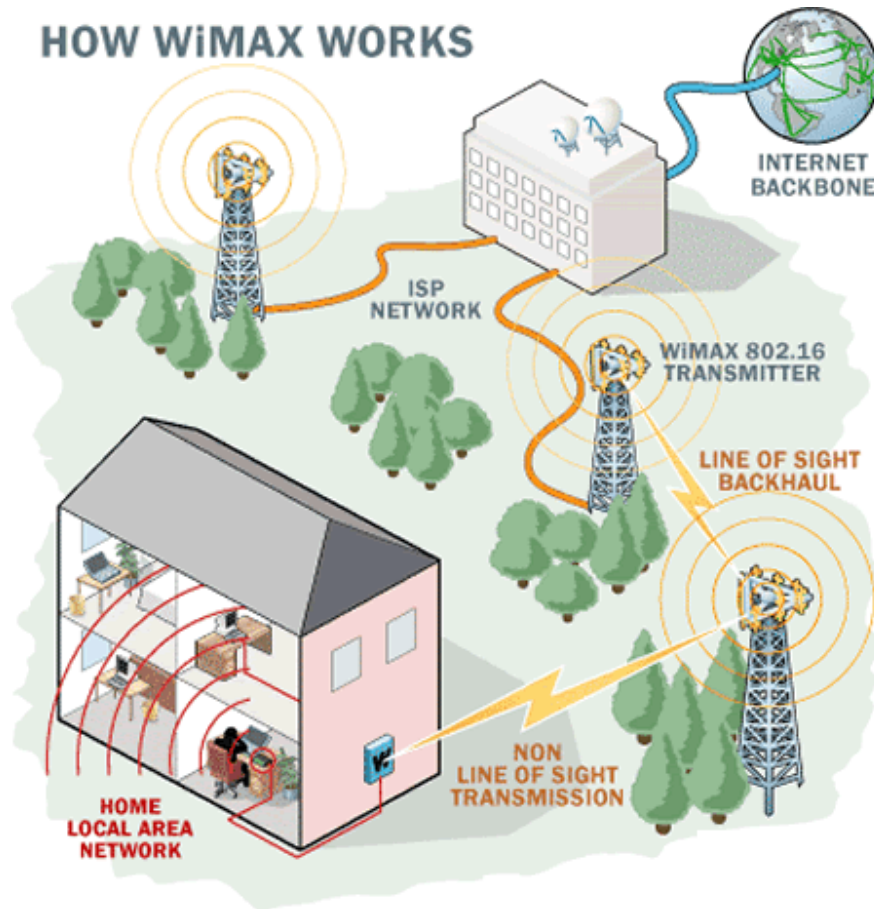 HOW WiMAX WORKS
INTERNET
BACKBONE
ISP
NETWORK
WiMAX 802.16
TRANSMITTER
LINE OF SIGHT
BACKHAUL
NON
LINE OF SIGHT
TRANSMISSION
HOME
LOCAL AREA
NETWORK